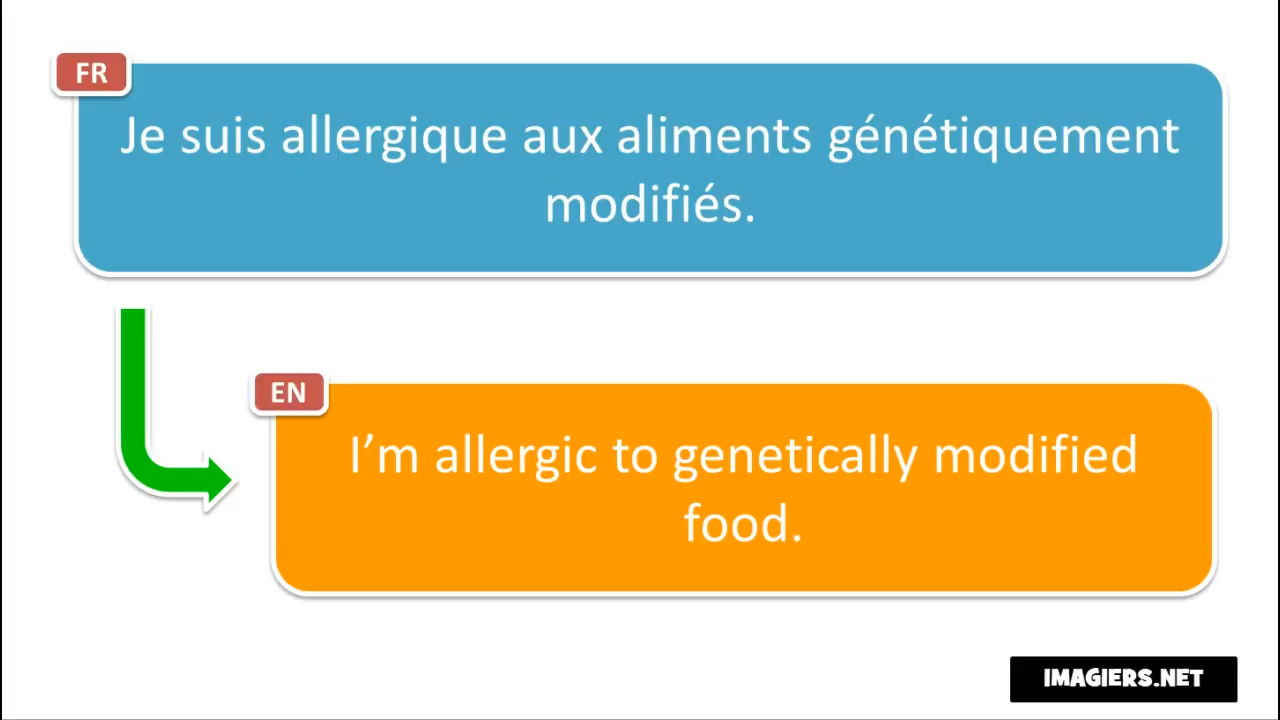 FR
Je suis allergique aux aliments génétiquement
modifiés.
EN
I’m allergic to genetically modified
food.
IMAGIERS.NET